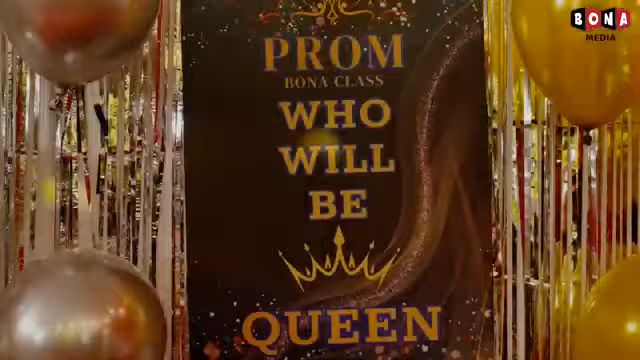 BONA
MEDIA
PROM
BONA CLASS
WHO
WILL
BE
QUEEN